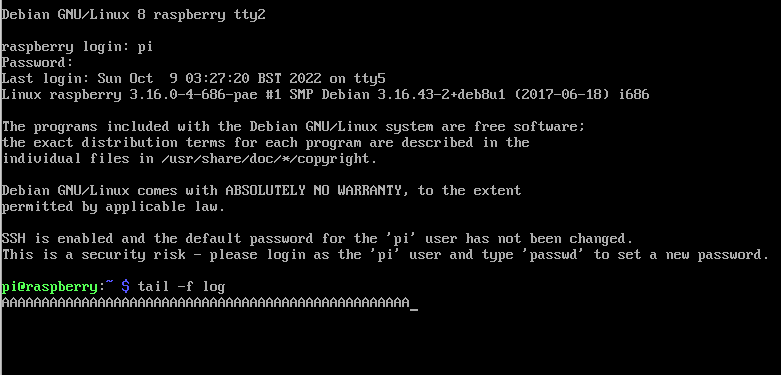 Debian GNU/Linux 8 raspberry tty2
raspberry login: pi
Password:
Last login: Sun Oct  9 03:27:20 BST 2022 on tty5
Linux raspberry 3.16.0-4-686-pae #1 SMP Debian 3.16.43-2+deb8u1 (2017-06-18) i686
The programs included with the Debian GNU/Linux system are free software;
the exact distribution terms for each program are described in the
individual files in /usr/share/doc/*/copyright.
Debian GNU/Linux comes with ABSOLUTELY NO WARRANTY, to the extent
permitted by applicable law.
SSH is enabled and the default password for the 'pi' user has not been changed.
This is a security risk - please login as the 'pi' user and type 'passwd' to set a new password.
pi@raspberry:~ $ tail -f log
AAAAAAAAAAAAAAAAAAAAAAAAAAAAAAAAAAAAAAAAAAAAAAAAAAA_